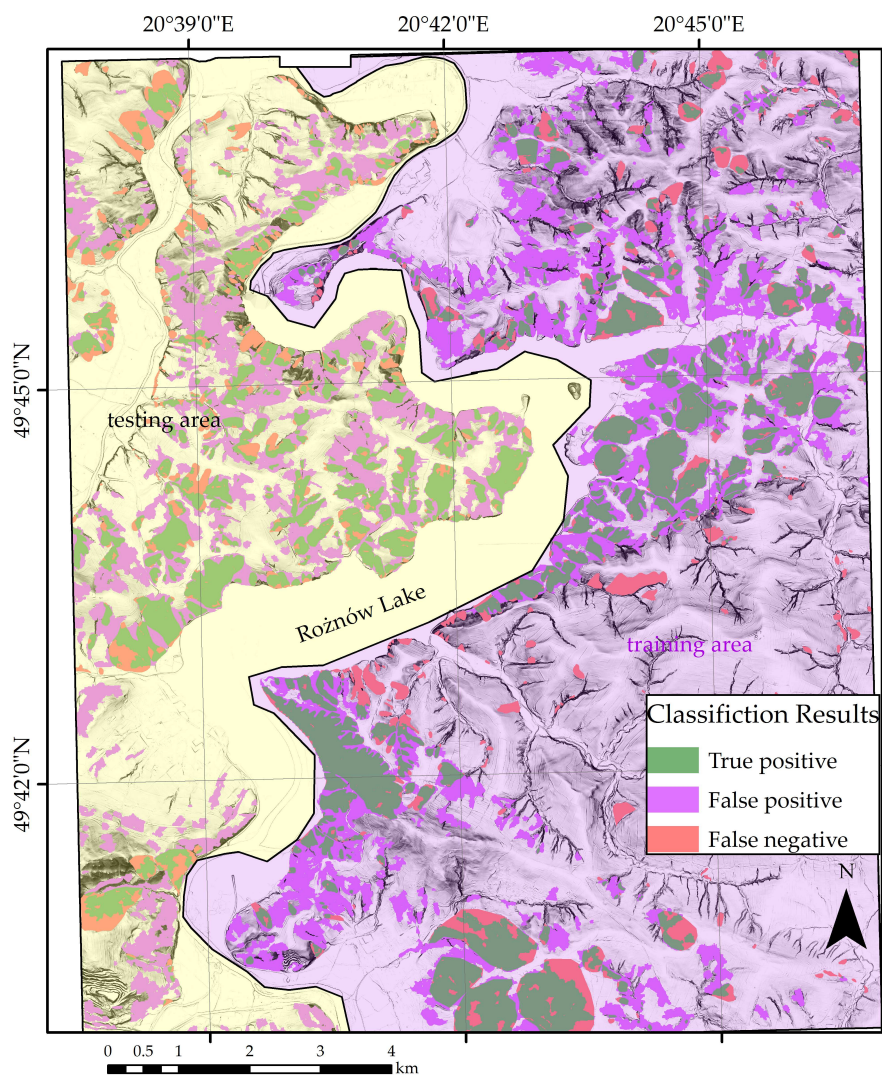 20°39'0"E 20°42'0"E 20°45'0"E
49°45'0"N
testing area
Rożnów Lake
training area
Classifiction Results
True positive
False positive
False negative
49°42'0"N
N
0 0.5 1 2 3 4
km